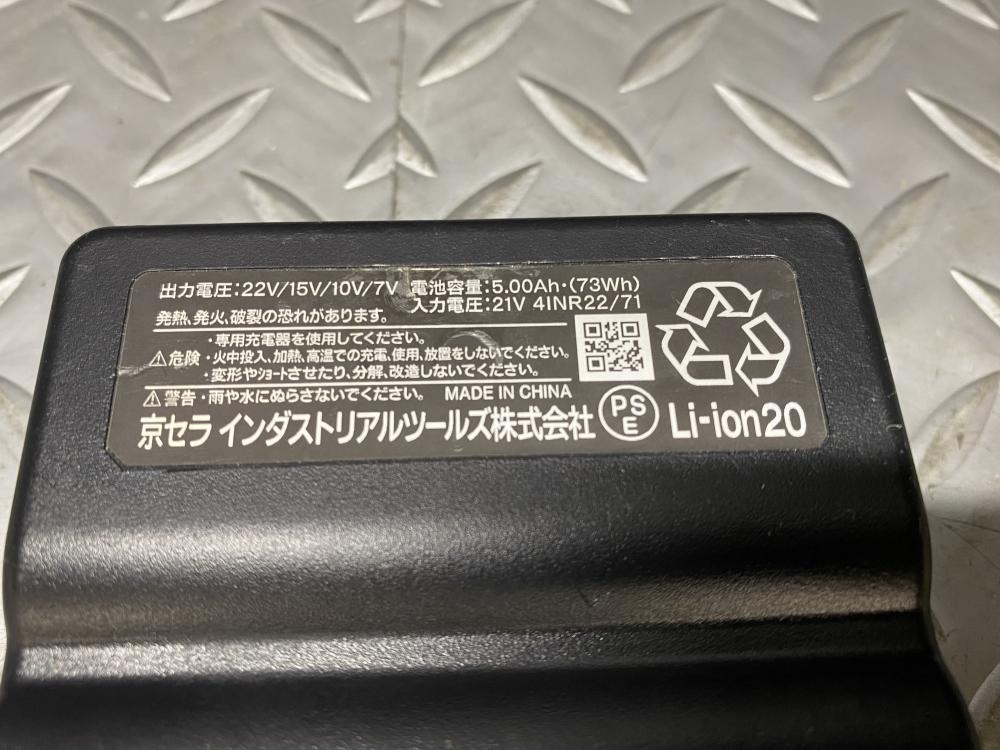 出力電圧:22V/15V/10V/7V 電池容量:5.00Ah・(73Wh)
入力電圧:21V 4INR22/71
発熱、発火、破裂の恐れがあります。
・専用充電器を使用してください。
⚠危険・火中投入、加熱、高温での充電、使用、放置をしないでください。
・変形やショートさせたり、分解、改造しないでください。
⚠警告・雨や水にぬらさないでください。 MADE IN CHINA
京セラ インダストリアルツールズ株式会社 PSE Li-ion20